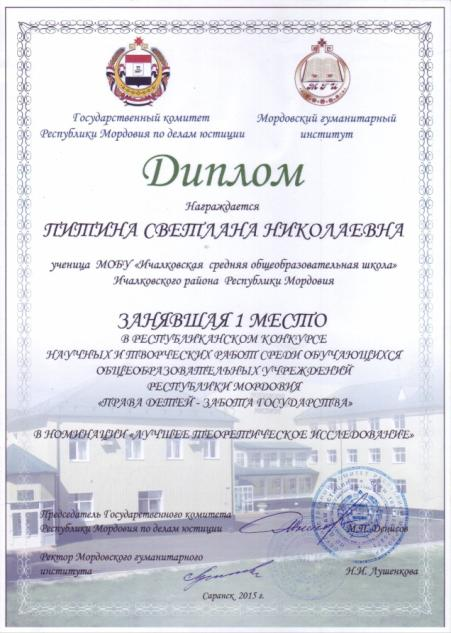 Государственный комитет
Республики Мордовия по делам юстиции
МГИ
Мордовский гуманитарный
институт
Диплом
Награждается
ПИТИНА СВЕТЛАНА НИКОЛАЕВНА
ученица МОБУ «Ичалковская средняя общеобразовательная школа»
Ичалковского района Республики Мордовия
ЗАНЯВШАЯ 1 МЕСТО
В РЕСПУБЛИКАНСКОМ КОНКУРСЕ
НАУЧНЫХ И ТВОРЧЕСКИХ РАБОТ СРЕДИ ОБУЧАЮЩИХСЯ
ОБЩЕОБРАЗОВАТЕЛЬНЫХ УЧРЕЖДЕНИЙ
РЕСПУБЛИКИ МОРДОВИЯ
«ПРАВА ДЕТЕЙ - ЗАБОТА ГОСУДАРСТВА»
В НОМИНАЦИИ «ЛУЧШЕЕ ТЕОРЕТИЧЕСКОЕ ИССЛЕДОВАНИЕ»
Председатель Государственного комитета
Республики Мордовия по делам юстиции
М.П. Денисов
Ректор Мордовского гуманитарного
института
Н.И. Лушенкова
Саранск 2015 г.